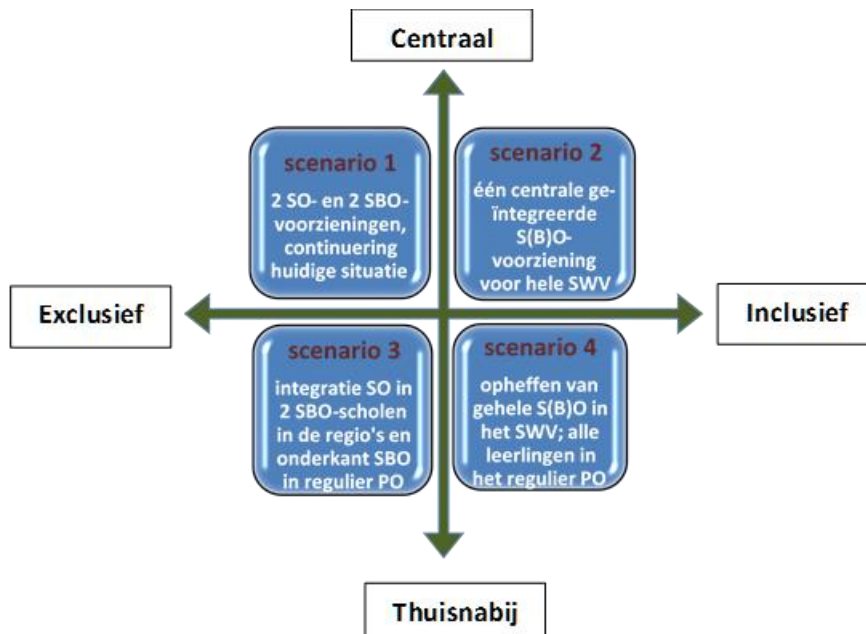 Centraal
scenario 1
2 SO- en 2 SBO-
voorzieningen,
continuering
huidige situatie
scenario 2
één centrale ge-
ïntegreerde
S(B)O-
voorziening
voor hele SWV
Exclusief
Inclusief
scenario 3
integratie SO in
2 SBO-scholen
in de regio's en
onderkant SBO
in regulier PO
scenario 4
opheffen van
gehele S(B)O in
het SWV; alle
leerlingen in
het regulier PO
Thuisnabij